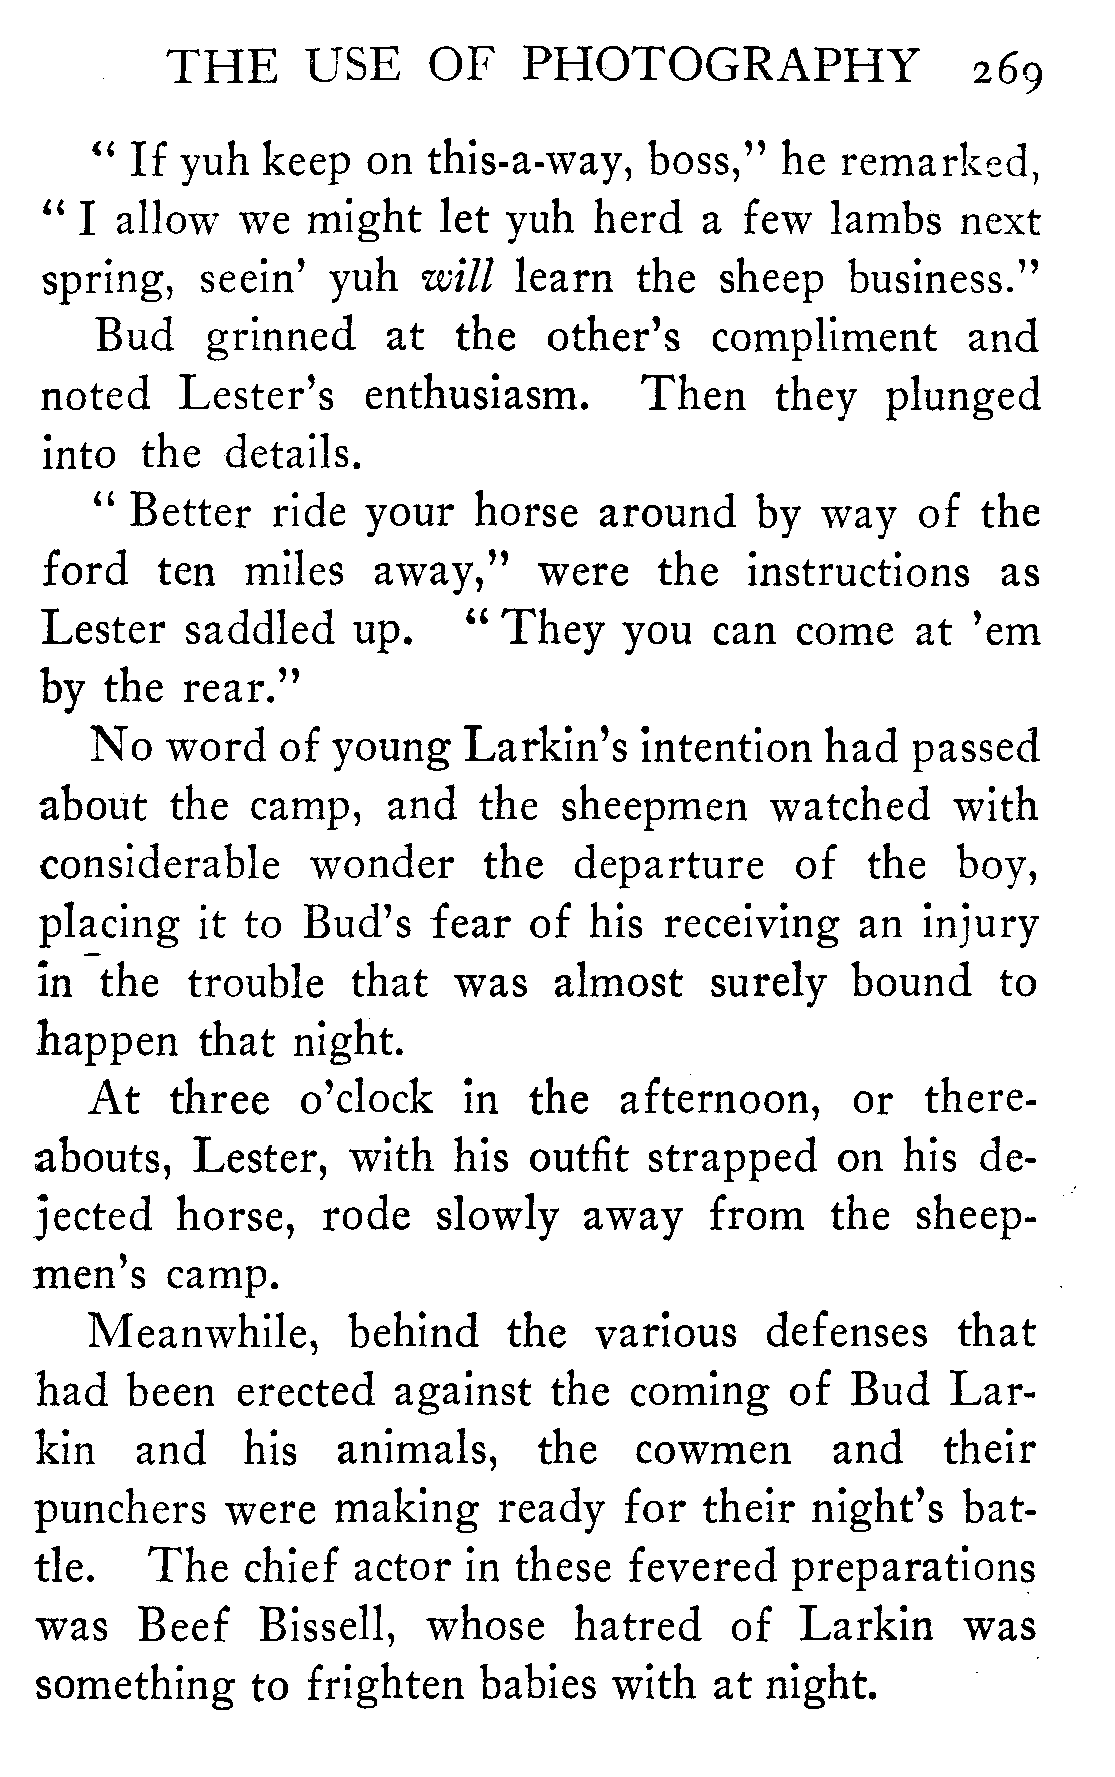 THE USE OF PHOTOGRAPHY 269
“ If yuh keep on this-a-way, boss,” he remarked,
“ I allow we might let yuh herd a few lambs next
spring, seein’ yuh will learn the sheep business.”
Bud grinned at the other’s compliment and
noted Lester’s enthusiasm. Then they plunged
into the details.
“ Better ride your horse around by way of the
ford ten miles away,” were the instructions as
Lester saddled up. “ They you can come at ’em
by the rear.”
No word of young Larkin’s intention had passed
about the camp, and the sheepmen watched with
considerable wonder the departure of the boy,
placing it to Bud’s fear of his receiving an injury
in the trouble that was almost surely bound to
happen that night.
At three o’clock in the afternoon, or there-
abouts, Lester, with his outfit strapped on his de-
jected horse, rode slowly away from the sheep-
men’s camp.
Meanwhile, behind the various defenses that
had been erected against the coming of Bud Lar-
kin and his animals, the cowmen and their
punchers were making ready for their night’s bat-
tle. The chief actor in these fevered preparations
was Beef Bissell, whose hatred of Larkin was
something to frighten babies with at night.